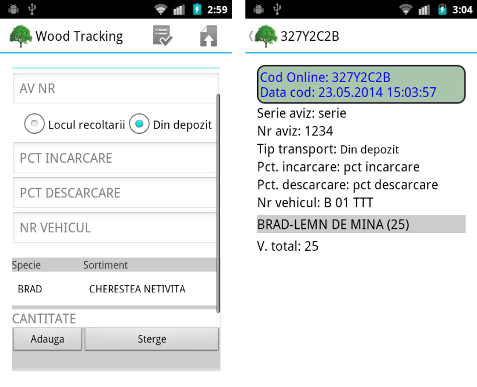 2:59
Wood Tracking
AV NR
Locul recoltarii Din depozit
PCT INCARCARE
PCT DESCARCARE
NR VEHICUL
Specie Sortiment
BRAD CHERESTEA NETIVITA
CANTITATE
Adauga Sterge
3:04
327Y2C2B
Cod Online: 327Y2C2B
Data cod: 23.05.2014 15:03:57
Serie aviz: serie
Nr aviz: 1234
Tip transport: Din depozit
Pct. incarcare: pct incarcare
Pct. descarcare: pct descarcare
Nr vehicul: B 01 TTT
BRAD-LEMN DE MINA (25)
V. total: 25